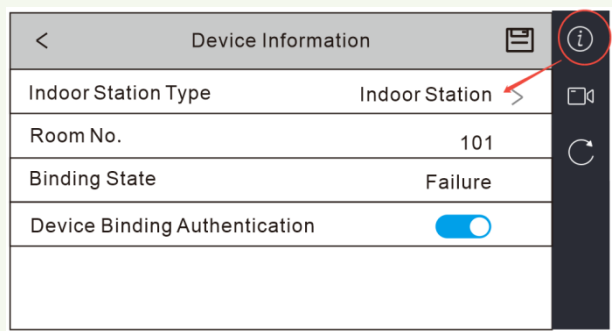 Device Information
Indoor Station Type Indoor Station
Room No. 101
Binding State Failure
Device Binding Authentication